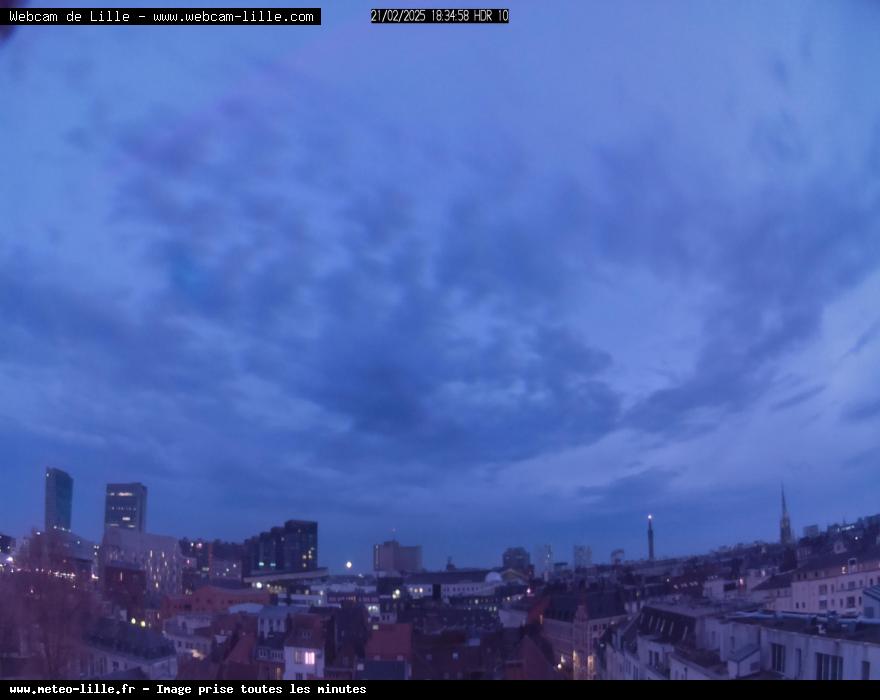 Webcam de Lille - www.webcam-lille.com
21/02/2025 18:34:58 HDR 10
www.meteo-lille.fr - Image prise toutes les minutes